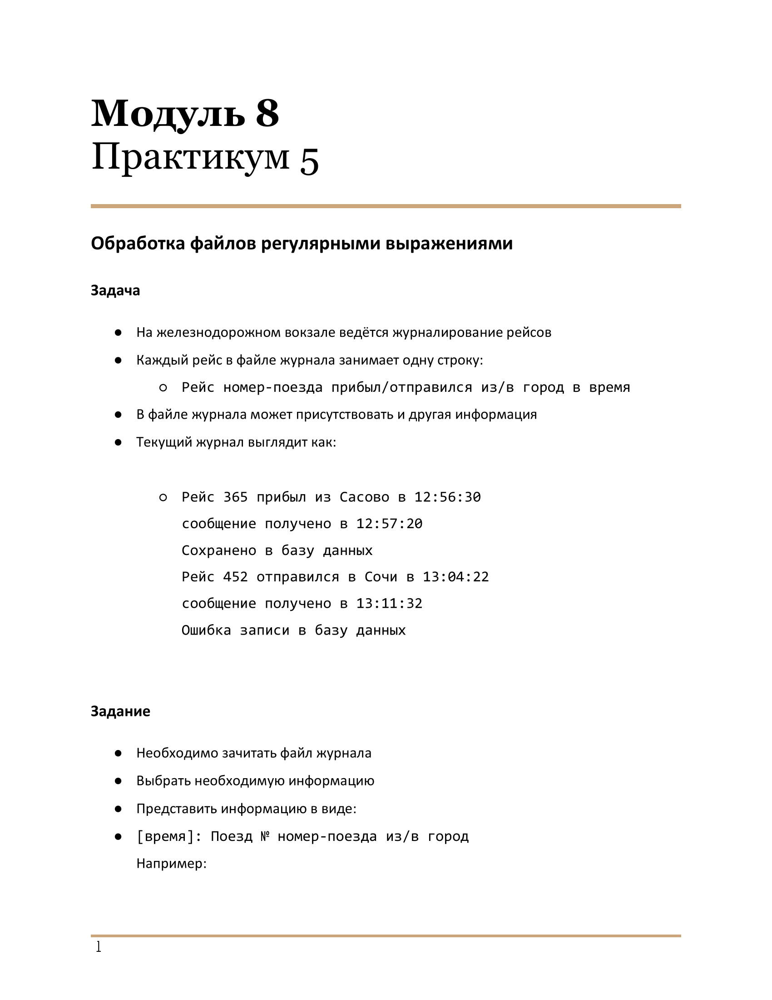 Модуль 8
Практикум 5
Обработка файлов регулярными выражениями
Задача
● На железнодорожном вокзале ведётся журналирование рейсов
● Каждый рейс в файле журнала занимает одну строку:
○ Рейс номер-поезда прибыл/отправился из/в город в время
● В файле журнала может присутствовать и другая информация
● Текущий журнал выглядит как:
○ Рейс 365 прибыл из Сасово в 12:56:30
сообщение получено в 12:57:20
Сохранено в базу данных
Рейс 452 отправился в Сочи в 13:04:22
сообщение получено в 13:11:32
Ошибка записи в базу данных
Задание
● Необходимо зачитать файл журнала
● Выбрать необходимую информацию
● Представить информацию в виде:
● [время]: Поезд № номер-поезда из/в город
Например:
1